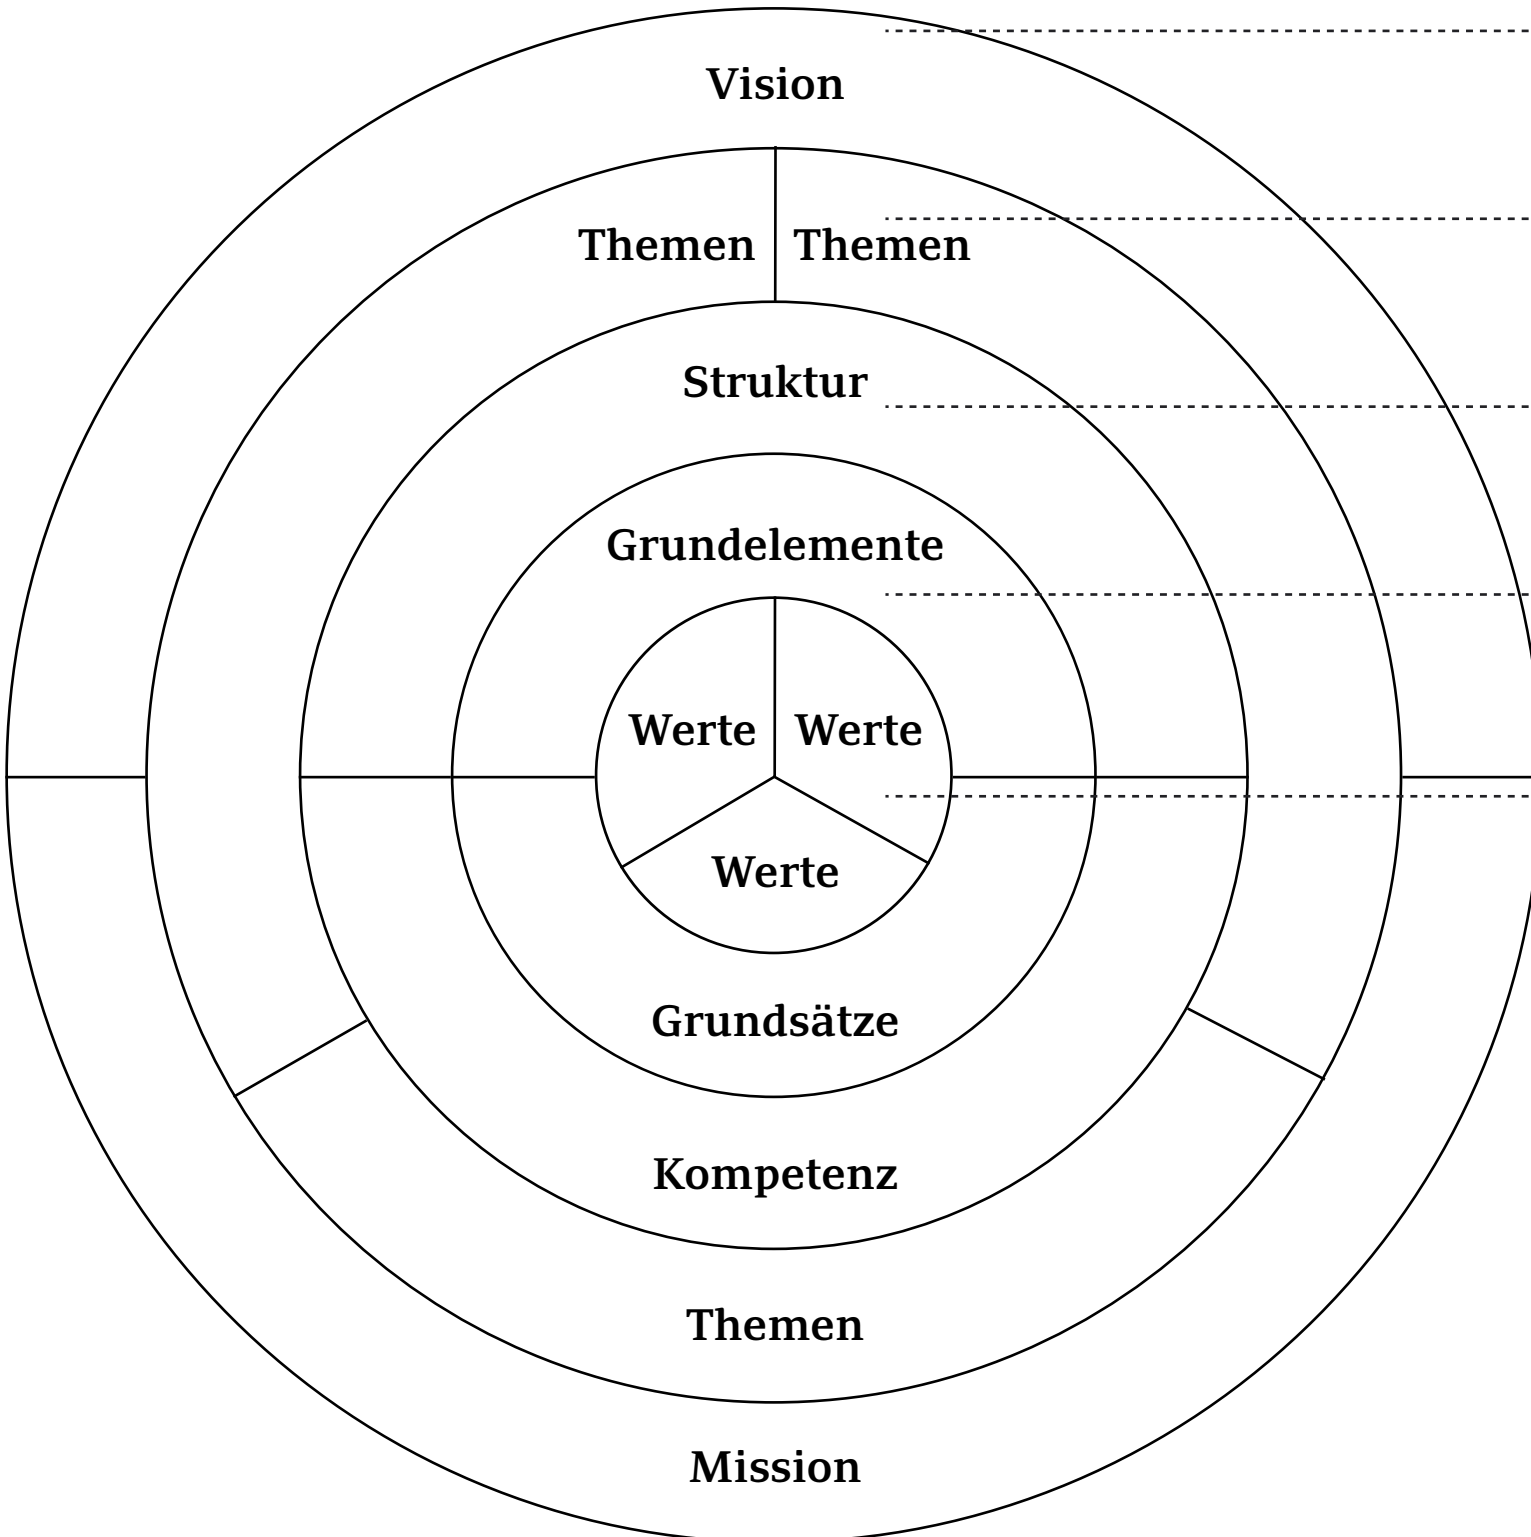 Vision
Themen Themen
Struktur
Grundelemente
Werte Werte
Werte
Grundsätze
Kompetenz
Themen
Mission